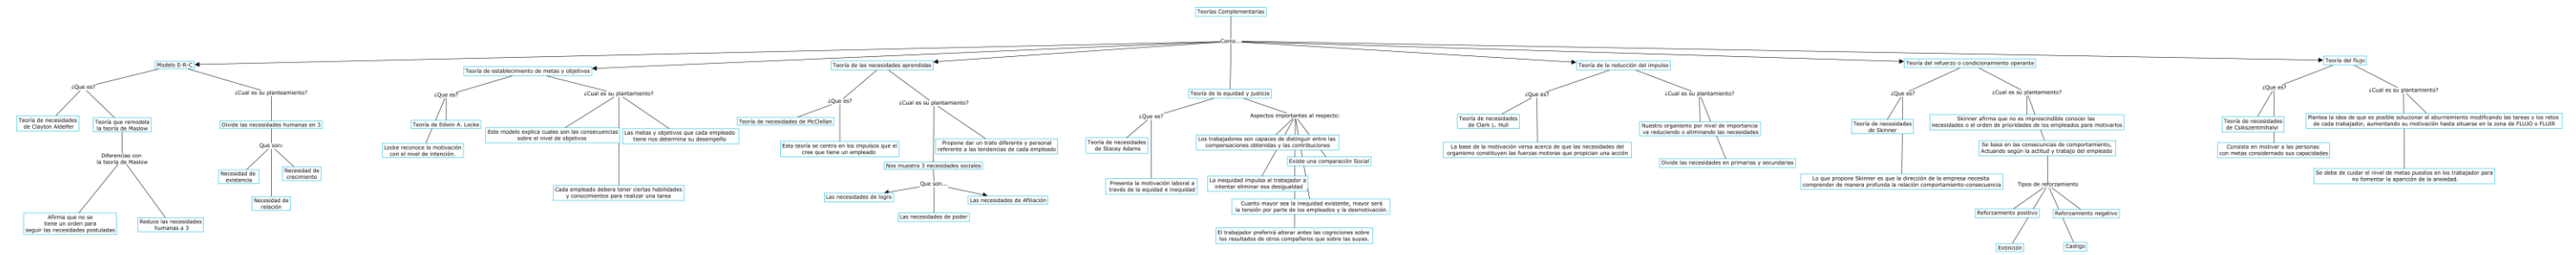 Teorías Complementarias
Como...
Modelo E-R-C
¿Que es?
Teoría de necesidades
de Clayton Aldelfer
Teoría que remodela
la teoría de Maslow
Diferencias con
la teoría de Maslow
Afirma que no se
tiene un orden para
seguir las necesidades postuladas
Reduce las necesidades
humanas a 3
¿Cual es su planteamiento?
Divide las necesidades humanas en 3
Que son:
Necesidad de
existencia
Necesidad de
crecimiento
Necesidad de
relación
Teoría de establecimiento de metas y objetivos
¿Que es?
Teoría de Edwin A. Locke
Locke reconoce la motivación
con el nivel de intención.
¿Cual es su plantamiento?
Este modelo explica cuales son las consecuencias
sobre el nivel de objetivos
Las metas y objetivos que cada empleado
tiene nos determina su desempeño
Cada empleado debera tener ciertas habilidades
y conocimientos para realizar una tarea
Teoría de las necesidades aprendidas
¿Que es?
Teoría de necesidades de McClellan
Esta teoría se centra en los impulsos que el
cree que tiene un empleado
¿Cual es su plantamiento?
Propone dar un trato diferente y personal
referente a las tendencias de cada empleado
Nos muestra 3 necesidades sociales
Que son...
Las necesidades de logro
Las necesidades de poder
Las necesidades de Afiliación
Teoría de la equidad y justicia
¿Que es?
Teoría de necesidades
de Stacey Adams
Presenta la motivación laboral a
través de la equidad e inequidad
Aspectos importantes al respecto:
Los trabajadores son capaces de distinguir entre las
compensaciones obtenidas y las contribuciones
Existe una comparación Social
La inequidad impulsa al trabajador a
intentar eliminar esa desigualdad
Cuanto mayor sea la inequidad existente, mayor será
la tensión por parte de los empleados y la desmotivación.
El trabajador preferirá alterar antes las cogniciones sobre
los resultados de otros compañeros que sobre las suyas.
Teoría de la reducción del impulso
¿Que es?
Teoría de necesidades
de Clark L. Hull
La base de la motivación versa acerca de que las necesidades del
organismo constituyen las fuerzas motoras que propician una acción
¿Cual es su plantamiento?
Nuestro organismo por nivel de importancia
va reduciendo o eliminando las necesidades
Divide las necesidades en primarias y secundarias
Teoría del refuerzo o condicionamiento operante
¿Que es?
Teoría de necesidades
de Skinner
Lo que propone Skinner es que la dirección de la empresa necesita
comprender de manera profunda la relación comportamiento-consecuencia
¿Cual es su plantamiento?
Skinner afirma que no es imprescindible conocer las
necesidades o el orden de prioridades de los empleados para motivarlos
Se basa en las consecuencias de comportamiento,
Actuando según la actitud y trabajo del empleado
Tipos de reforzamiento
Reforzamiento positivo
Reforzamiento negativo
Extinción
Castigo
Teoría del flujo
¿Que es?
Teoría de necesidades
de Csikszentmihalyi
Consiste en motivar a las personas
con metas considernado sus capacidades
¿Cual es su plantamiento?
Plantea la idea de que es posible solucionar el aburrimiento modificando las tareas y los retos
de cada trabajador, aumentando su motivación hasta situarse en la zona de FLUJO o FLUIR
Se debe de cuidar el nivel de metas puestos en los trabajador para
no fomentar la aparición de la ansiedad.